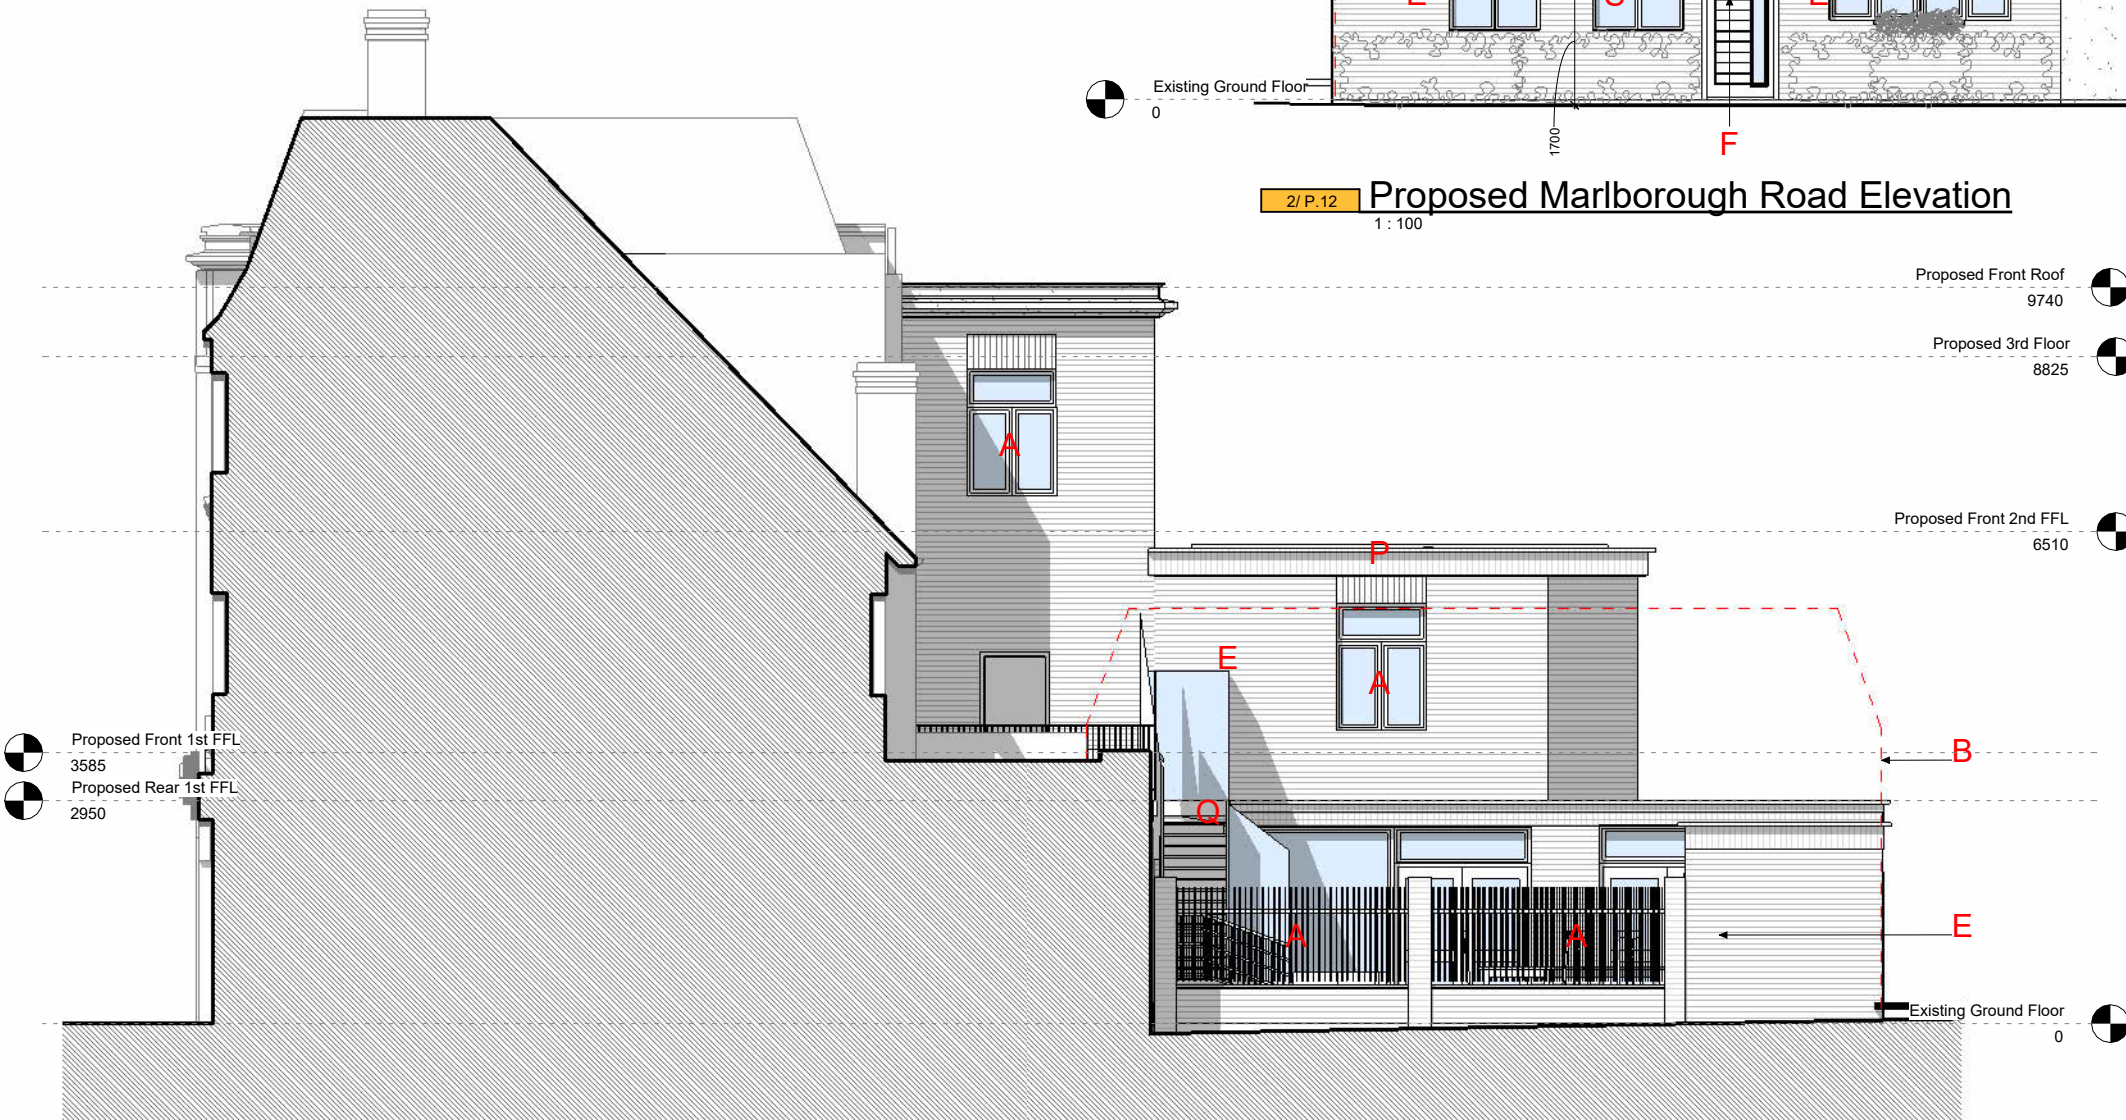 E
C
E
Existing Ground Floor
0
1700
F
2/ P.12
Proposed Marlborough Road Elevation
1 : 100
Proposed Front Roof
9740
Proposed 3rd Floor
8825
A
Proposed Front 2nd FFL
6510
P
E
A
Proposed Front 1st FFL
3585
B
Proposed Rear 1st FFL
2950
Q
A
A
E
Existing Ground Floor
0